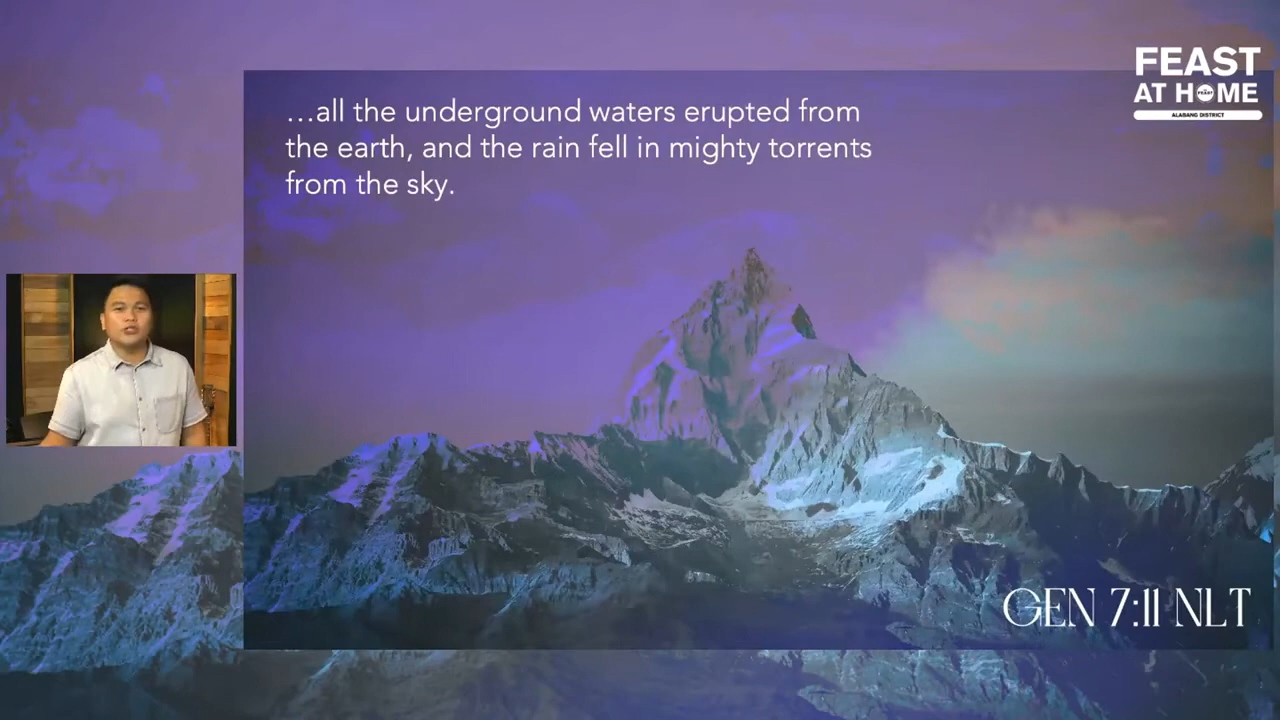 …all the underground waters erupted from
the earth, and the rain fell in mighty torrents
from the sky.
FEAST
AT HOME
ALABANG DISTRICT
GEN 7:11 NLT